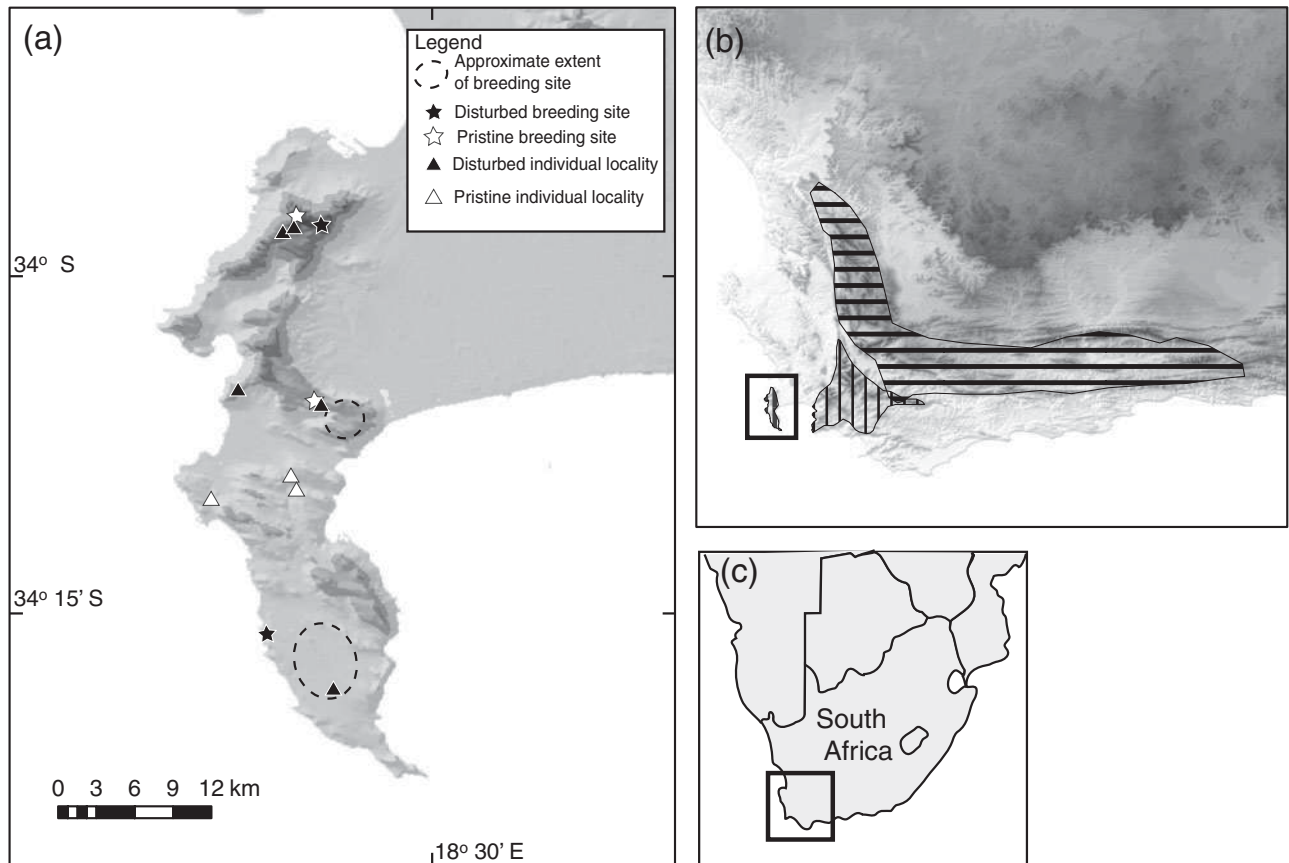 (a)
Legend
Approximate extent
of breeding site
Disturbed breeding site
Pristine breeding site
Disturbed individual locality
Pristine individual locality
34° S
34° 15' S
0 3 6 9 12 km
18° 30' E
(b)
(c)
South
Africa